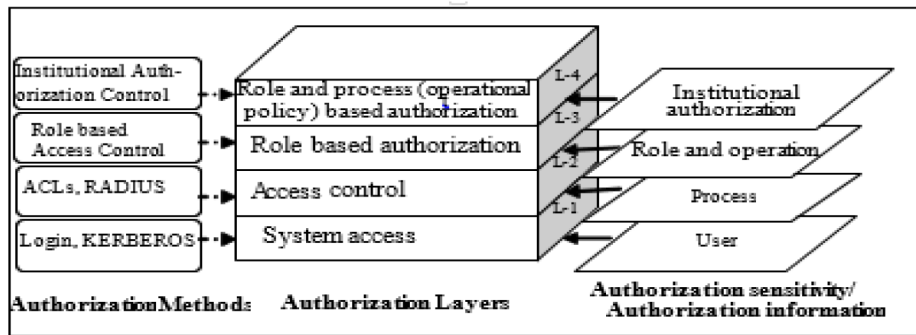 Institutional Auth-
orization Control
Role based
Access Control
ACLs, RADIUS
Login, KERBEROS
Authorization Methods
Role and process (operational
policy) based authorization
Role based authorization
Access control
System access
Authorization Layers
L-4
L-3
L-2
L-1
Institutional
authorization
Role and operation
Process
User
Authorization sensitivity/
Authorization information